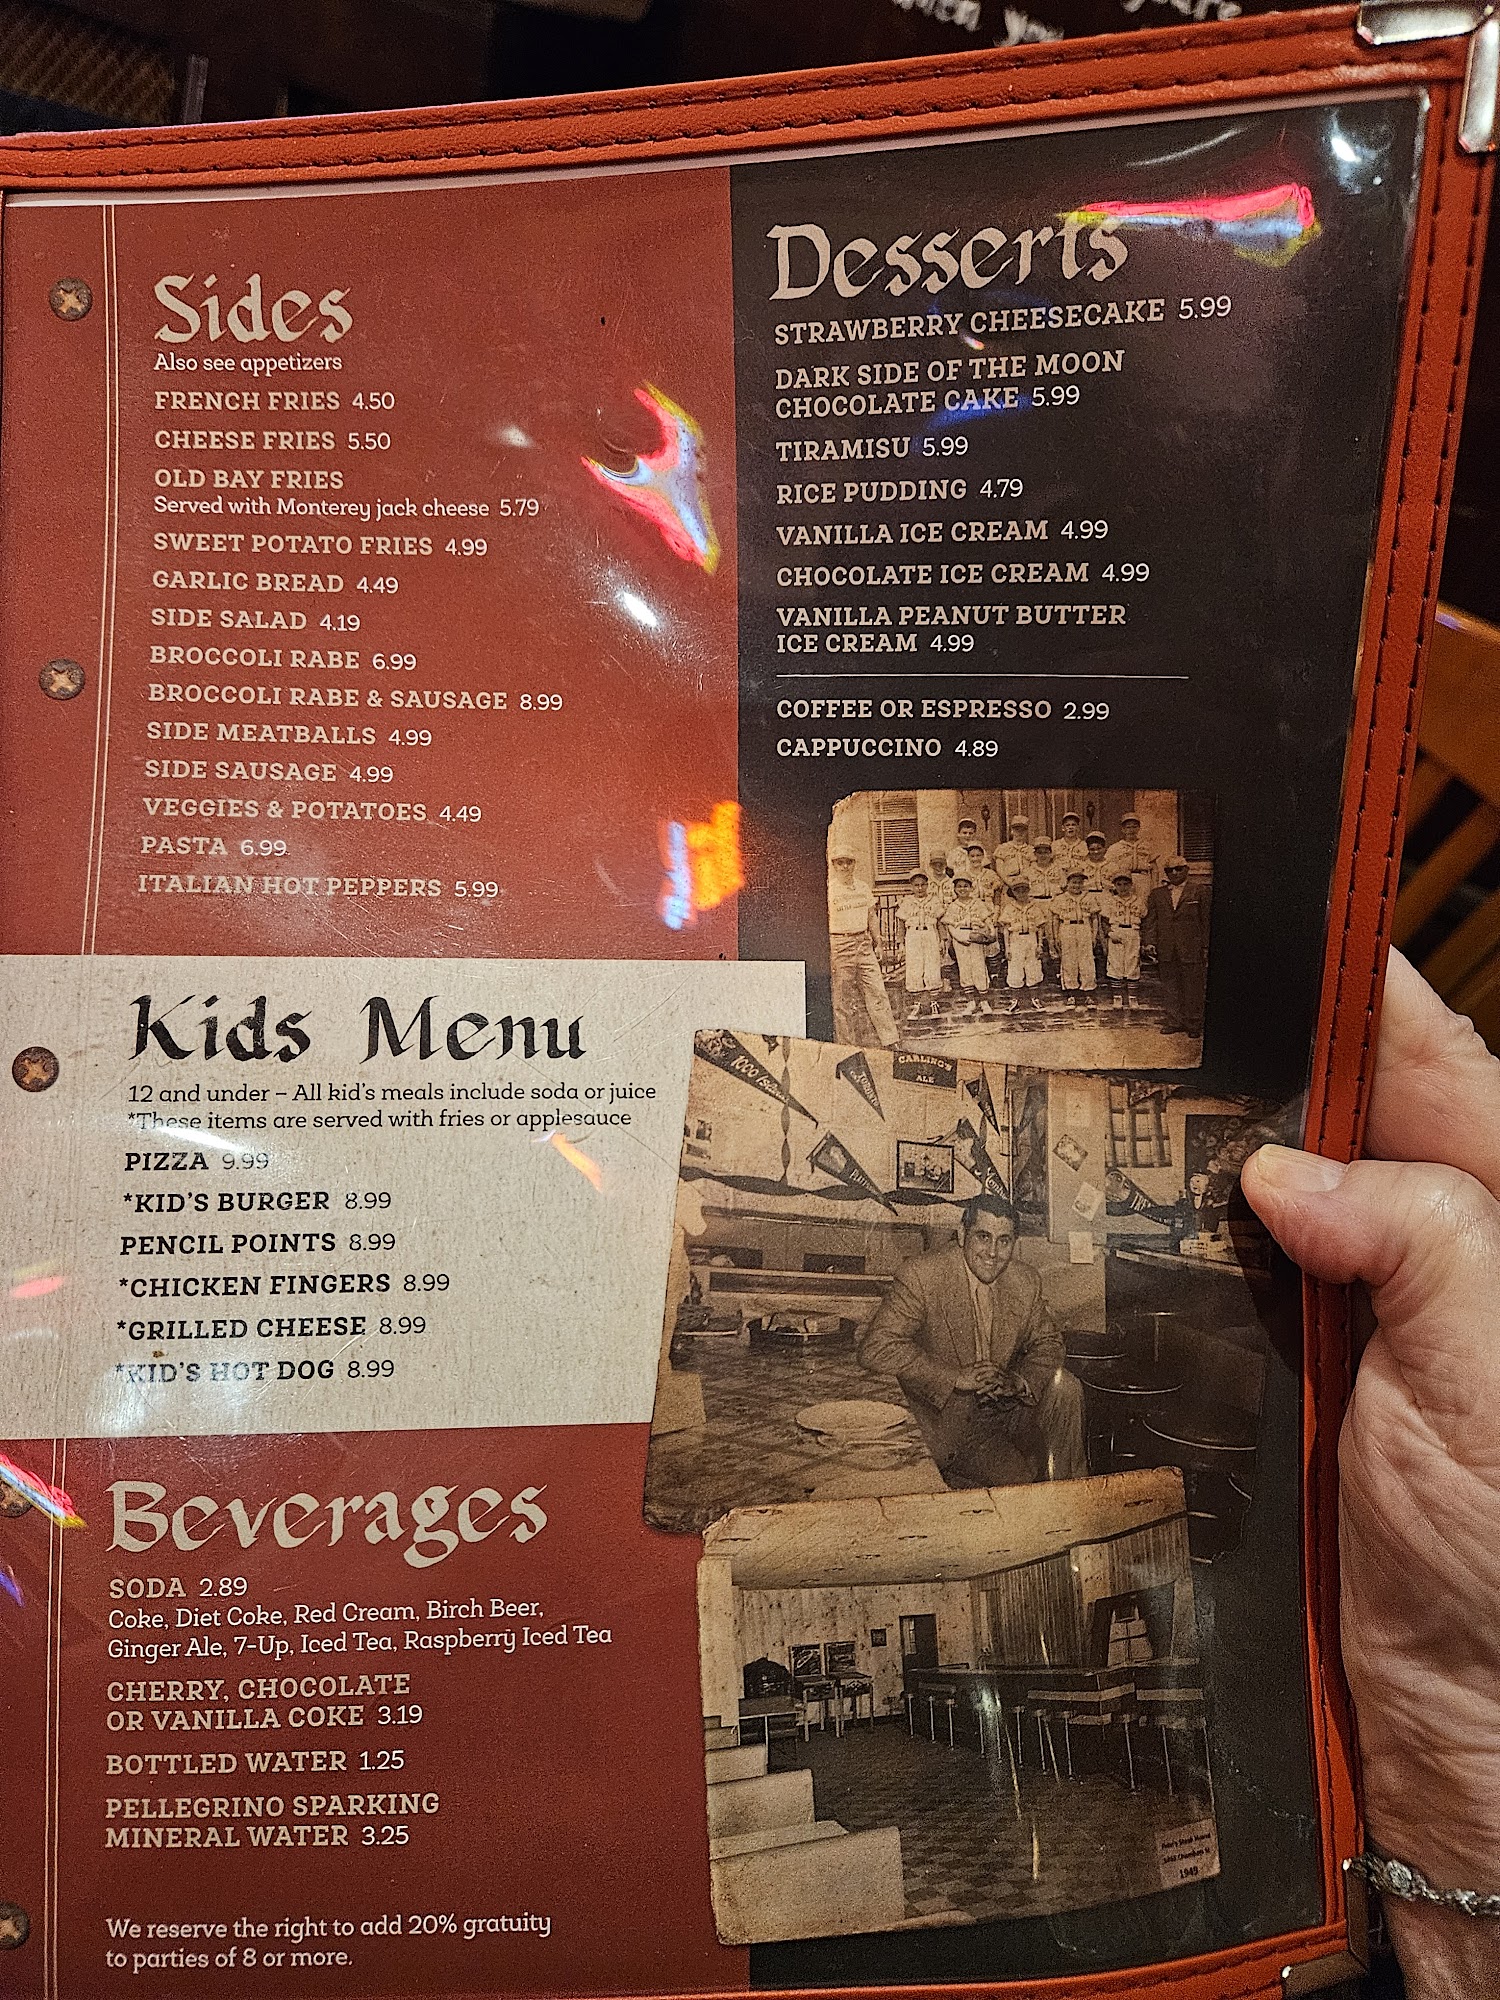 Sides
Also see appetizers
FRENCH FRIES 4.50
CHEESE FRIES 5.50
OLD BAY FRIES
Served with Monterey jack cheese 5.79
SWEET POTATO FRIES 4.99
GARLIC BREAD 4.49
SIDE SALAD 4.19
BROCCOLI RABE 6.99
BROCCOLI RABE & SAUSAGE 8.99
SIDE MEATBALLS 4.99
SIDE SAUSAGE 4.99
VEGGIES & POTATOES 4.49
PASTA 6.99
ITALIAN HOT PEPPERS 5.99
Desserts
STRAWBERRY CHEESECAKE 5.99
DARK SIDE OF THE MOON
CHOCOLATE CAKE 5.99
TIRAMISU 5.99
RICE PUDDING 4.79
VANILLA ICE CREAM 4.99
CHOCOLATE ICE CREAM 4.99
VANILLA PEANUT BUTTER
ICE CREAM 4.99
COFFEE OR ESPRESSO 2.99
CAPPUCCINO 4.89
Kids Menu
12 and under – All kid's meals include soda or juice
*These items are served with fries or applesauce
PIZZA 9.99
*KID'S BURGER 8.99
PENCIL POINTS 8.99
*CHICKEN FINGERS 8.99
*GRILLED CHEESE 8.99
*KID'S HOT DOG 8.99
CARLING'S
ALE
Beverages
SODA 2.89
Coke, Diet Coke, Red Cream, Birch Beer,
Ginger Ale, 7-Up, Iced Tea, Raspberry Iced Tea
CHERRY, CHOCOLATE
OR VANILLA COKE 3.19
BOTTLED WATER 1.25
PELLEGRINO SPARKING
MINERAL WATER 3.25
We reserve the right to add 20% gratuity
to parties of 8 or more.
1949